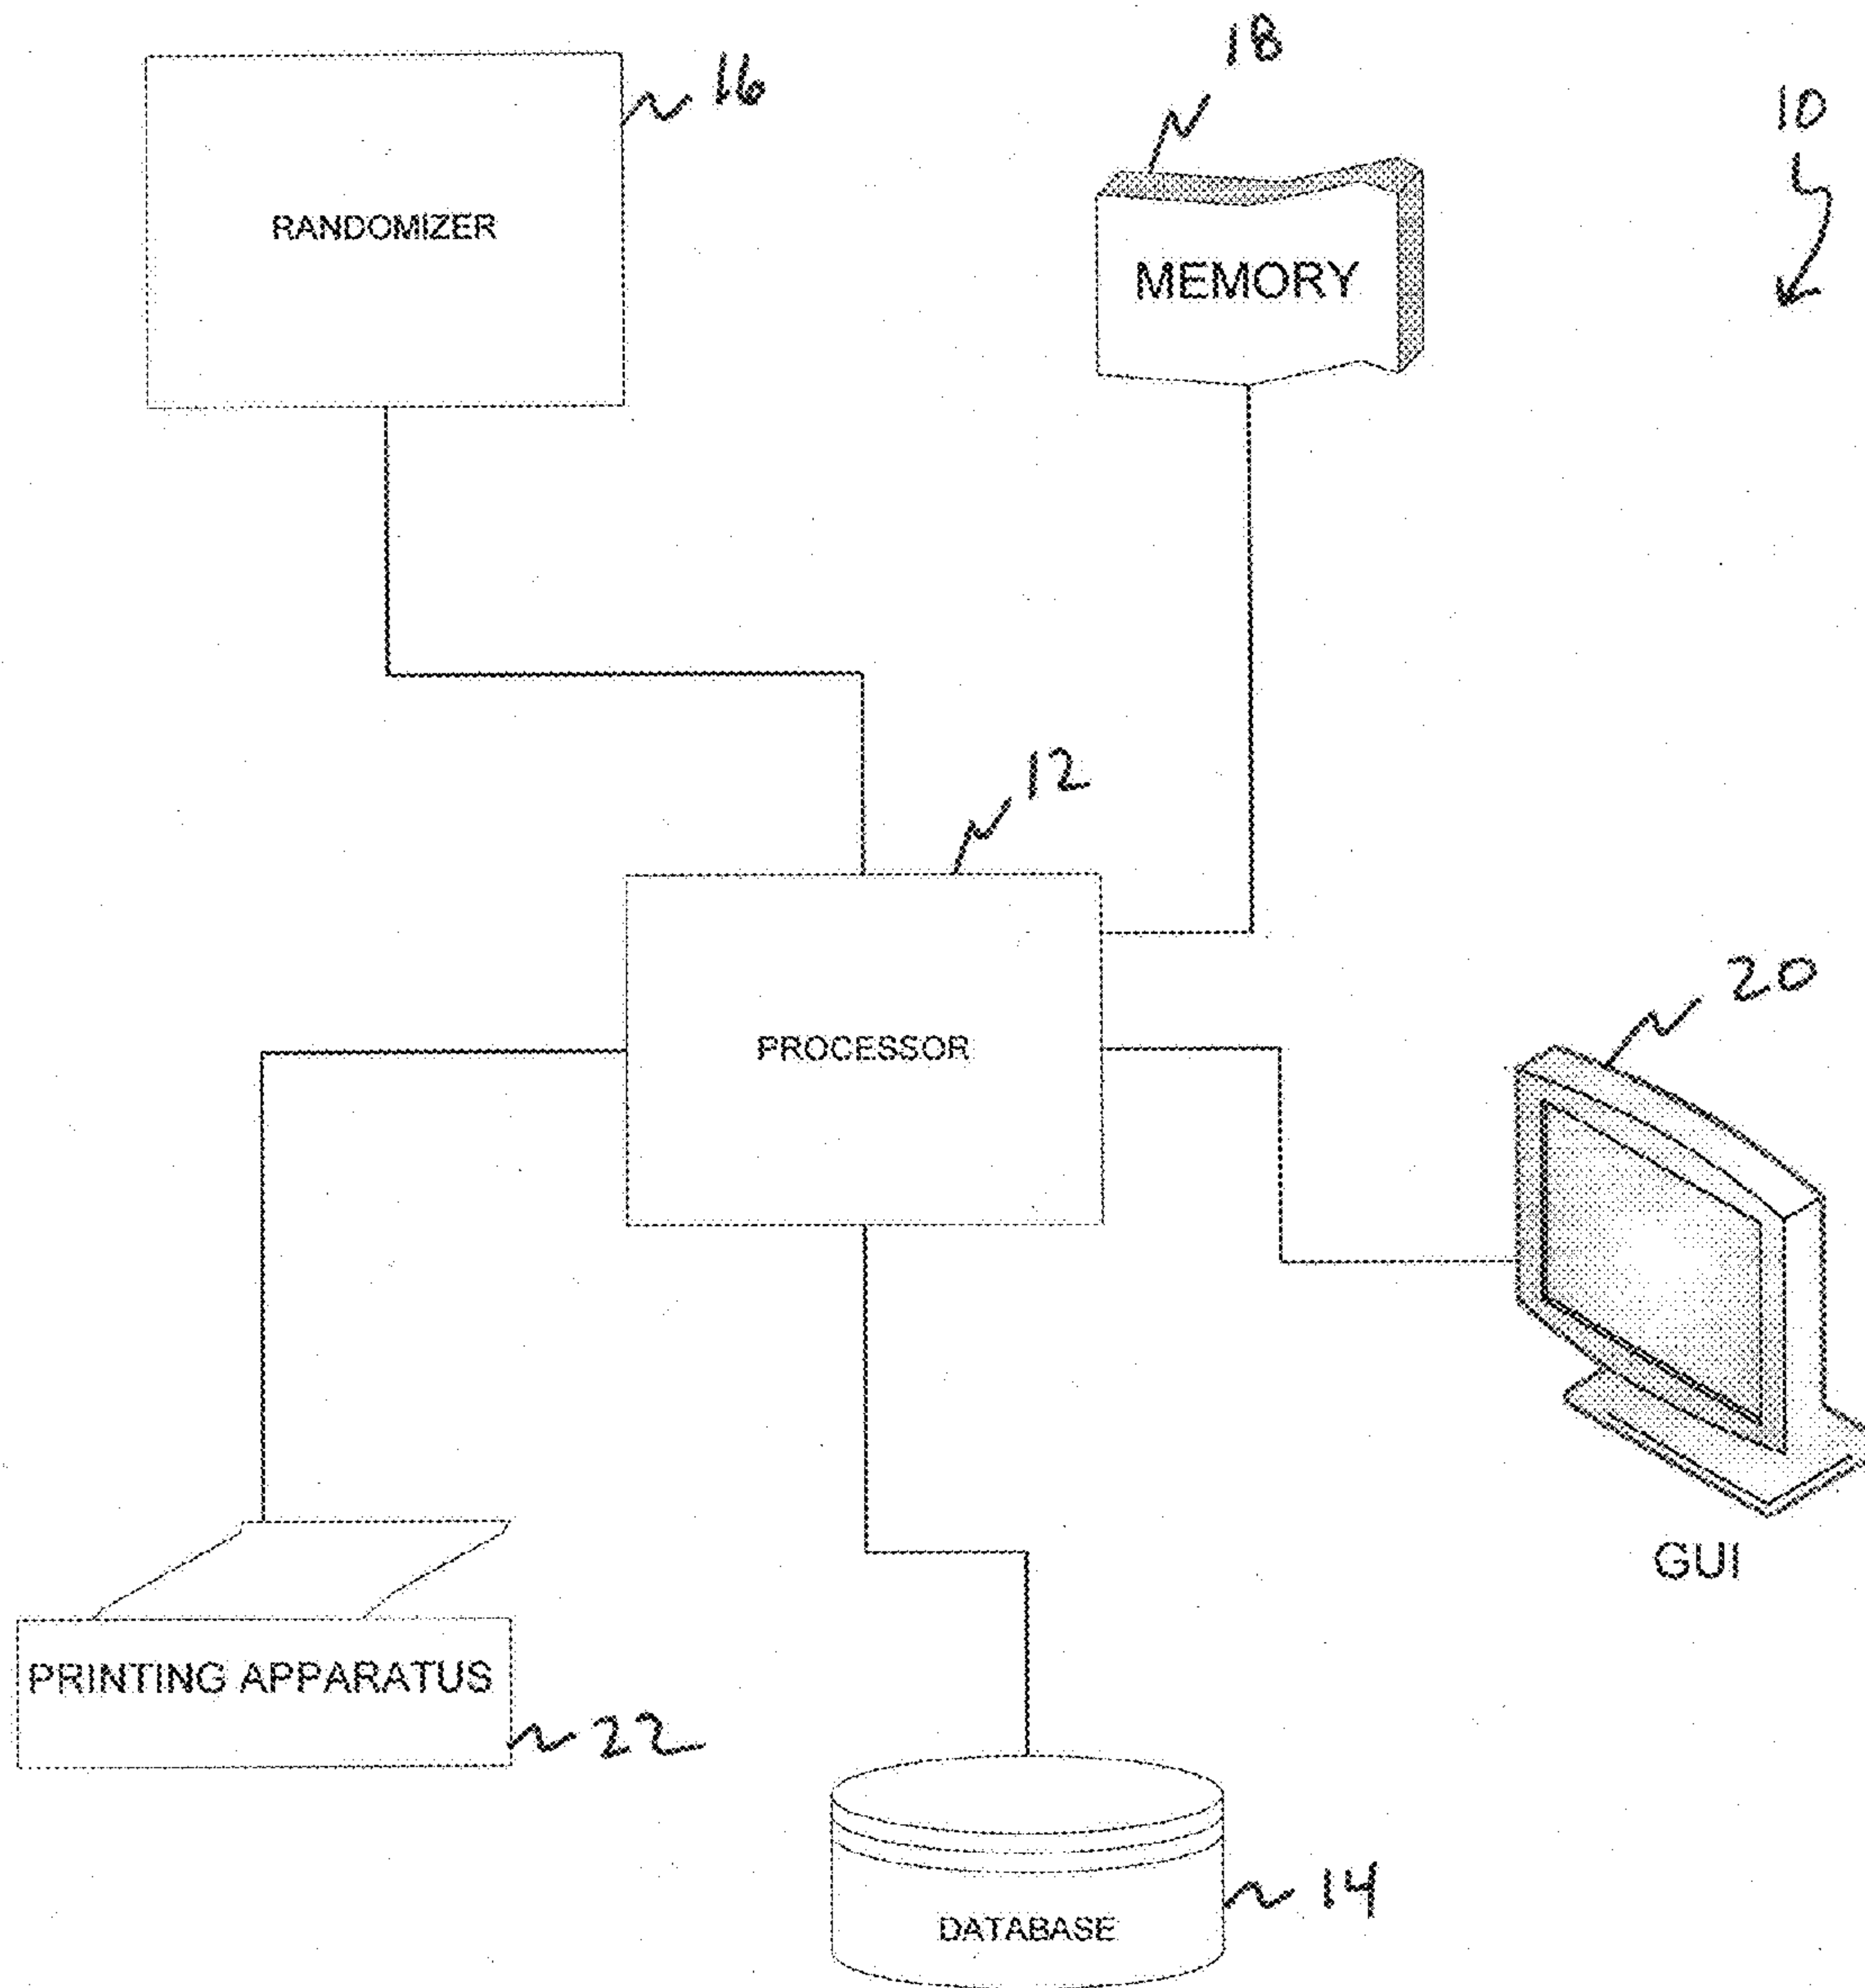 18
16
10
RANDOMIZER
MEMORY
12
20
PROCESSOR
GUI
PRINTING APPARATUS
22
14
DATABASE